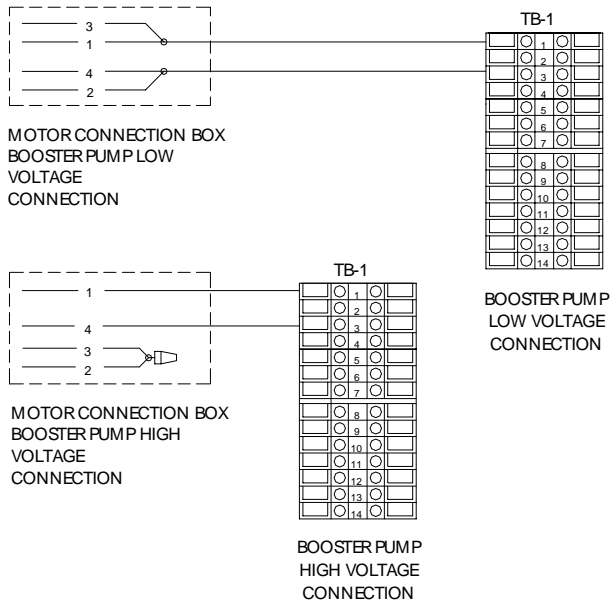 TB-1
3
1
4
2
1
2
3
4
5
6
7
8
9
10
11
12
13
14
MOTOR CONNECTION BOX
BOOSTER PUMP LOW
VOLTAGE
CONNECTION
BOOSTER PUMP
LOW VOLTAGE
CONNECTION
TB-1
1
4
3
2
1
2
3
4
5
6
7
8
9
10
11
12
13
14
MOTOR CONNECTION BOX
BOOSTER PUMP HIGH
VOLTAGE
CONNECTION
BOOSTER PUMP
HIGH VOLTAGE
CONNECTION